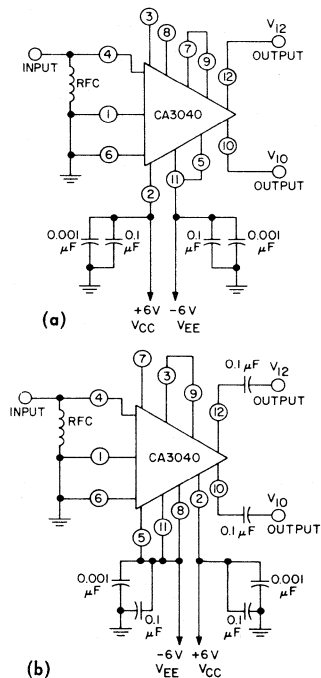 3
8
V12
7
INPUT
4
9
12
OUTPUT
RFC
1
CA3040
6
5
10
V10
11
OUTPUT
2
0.001 μF
0.1 μF
0.1 μF
0.001 μF
+6V
-6V
VCC
VEE
(a)
7
0.1 μF
V12
3
INPUT
4
9
12
OUTPUT
RFC
1
CA3040
10
V10
6
2
8
11
OUTPUT
5
0.1 μF
0.001 μF
0.001 μF
0.1 μF
0.1 μF
-6V
+6V
VEE
VCC
(b)